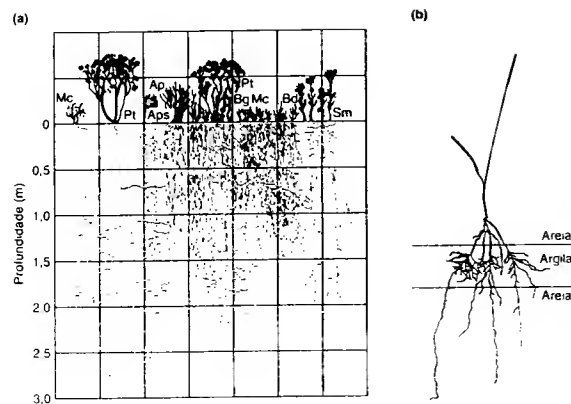 (a)
(b)
Mc
Pt
Ap
Aps
Pt
Bg
Mc
Bd
Sm
0
0,5
1,0
1,5
2,0
2,5
3,0
Profundidade (m)
Areia
Argila
Areia